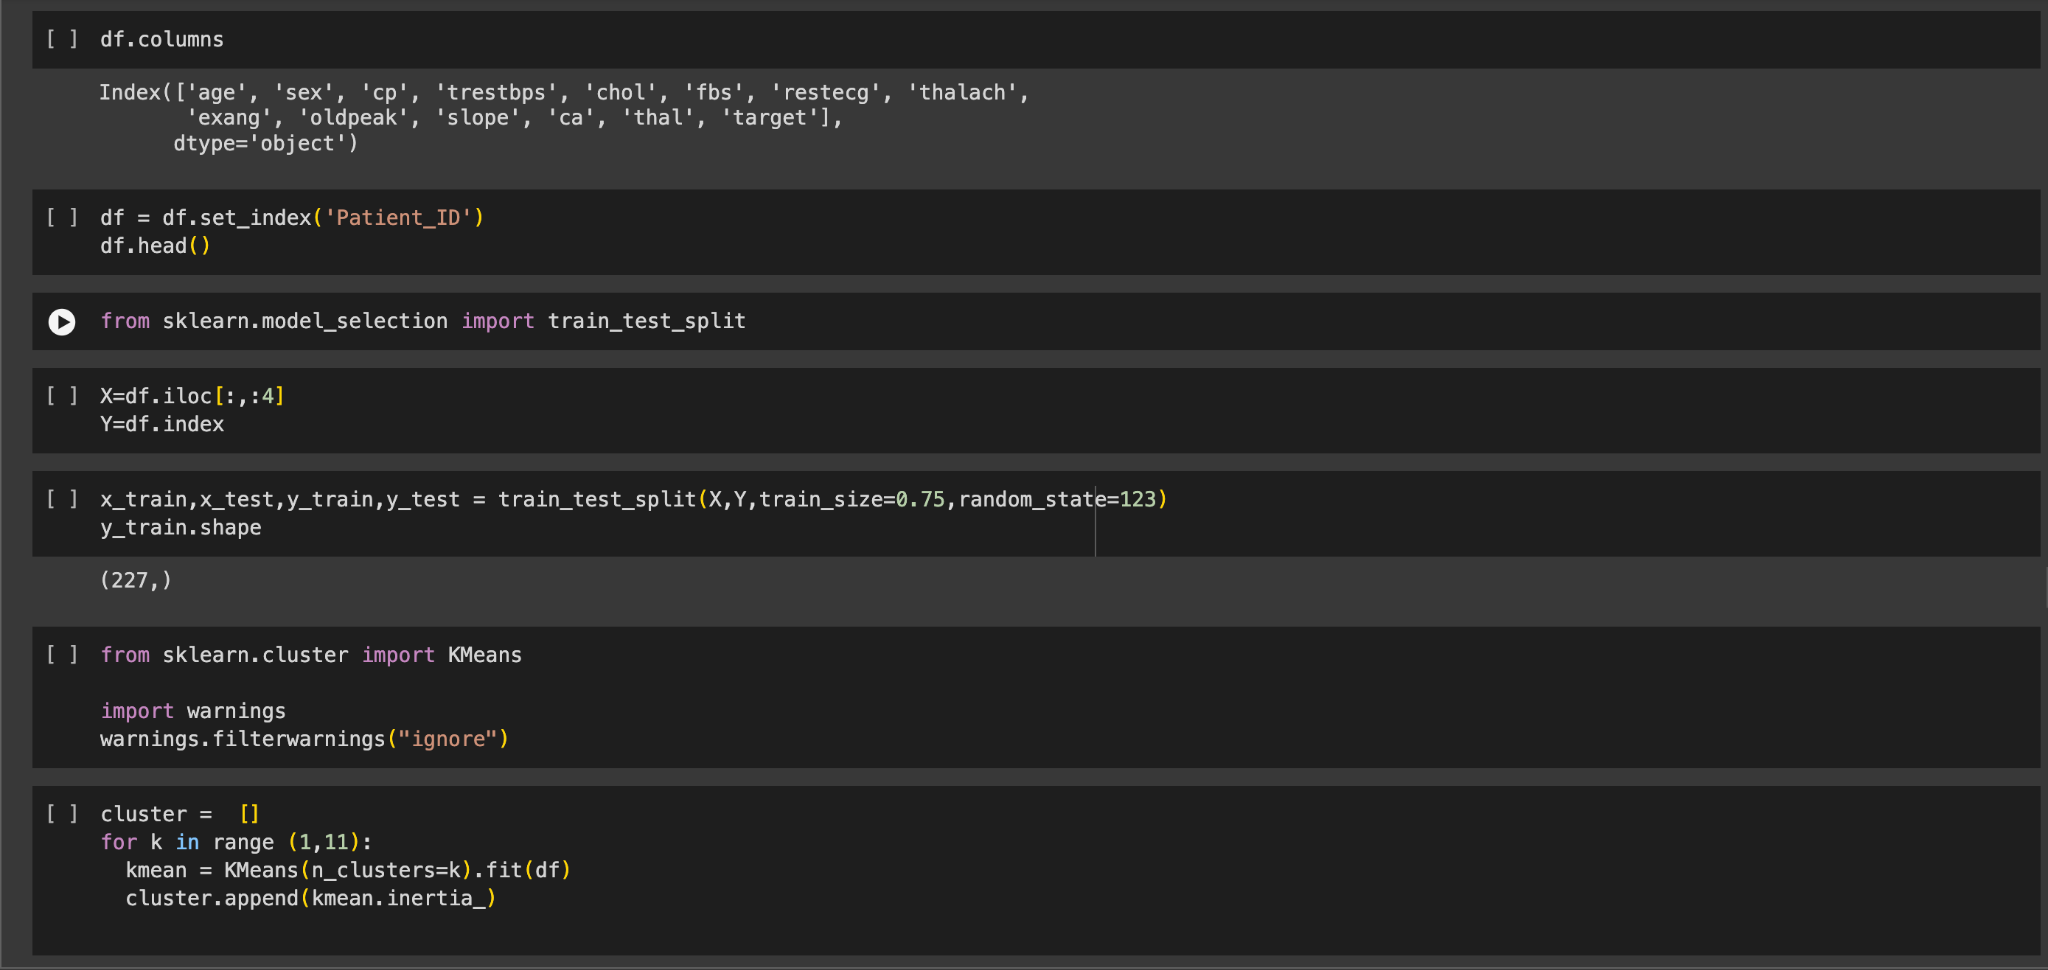 [ ] df.columns
Index(['age', 'sex', 'cp', 'trestbps', 'chol', 'fbs', 'restecg', 'thalach',
       'exang', 'oldpeak', 'slope', 'ca', 'thal', 'target'],
      dtype='object')
[ ] df = df.set_index('Patient_ID')
df.head()
from sklearn.model_selection import train_test_split
[ ] X=df.iloc[:,:4]
Y=df.index
[ ] x_train,x_test,y_train,y_test = train_test_split(X,Y,train_size=0.75,random_state=123)
y_train.shape
(227,)
[ ] from sklearn.cluster import KMeans
import warnings
warnings.filterwarnings("ignore")
[ ] cluster =  []
for k in range (1,11):
  kmean = KMeans(n_clusters=k).fit(df)
  cluster.append(kmean.inertia_)